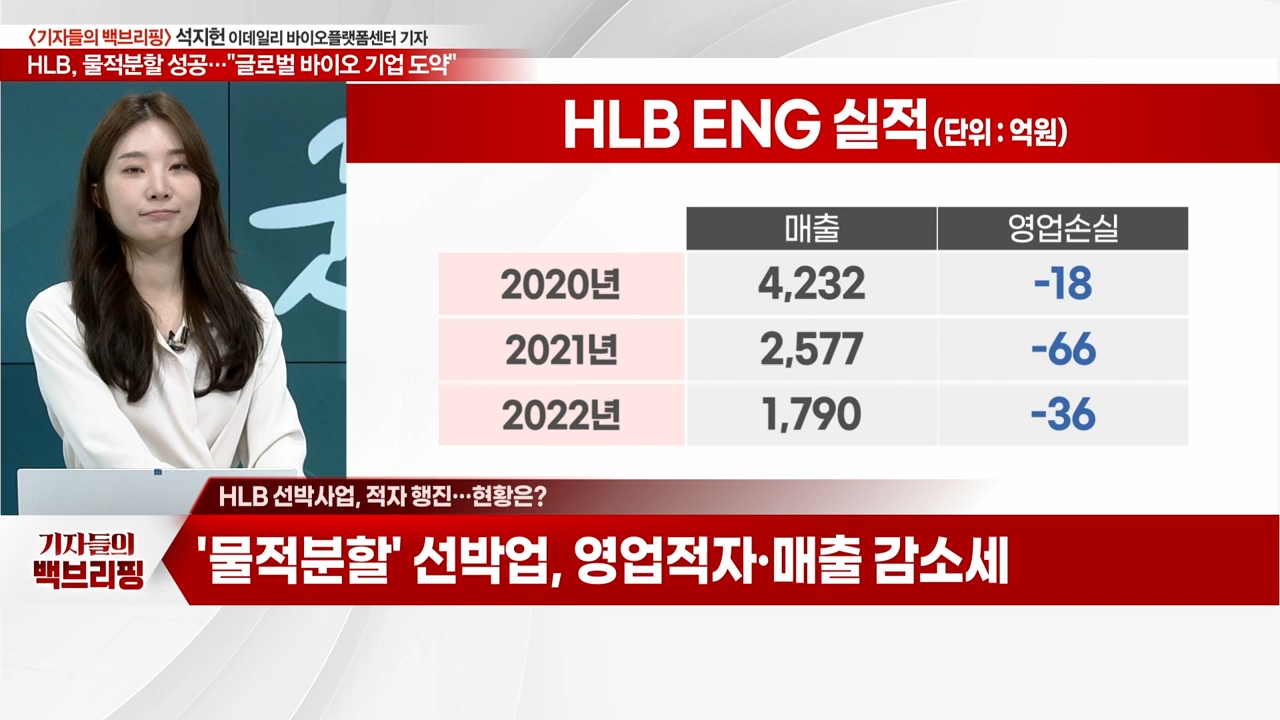 <기자들의 백브리핑> 석지헌 이데일리 바이오플랫폼센터 기자
HLB, 물적분할 성공…"글로벌 바이오 기업 도약"
HLB ENG 실적 (단위 : 억원)
매출 영업손실
2020년 4,232 -18
2021년 2,577 -66
2022년 1,790 -36
HLB 선박사업, 적자 행진…현황은?
기자들의
백브리핑
'물적분할' 선박업, 영업적자·매출 감소세